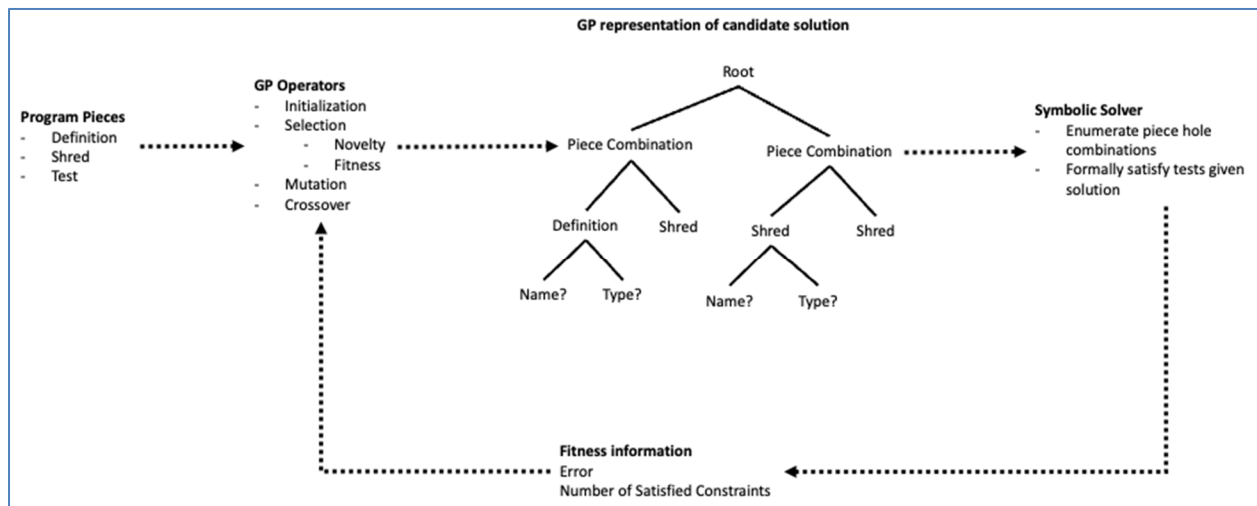 GP representation of candidate solution
Program Pieces
- Definition
- Shred
- Test
GP Operators
- Initialization
- Selection
- Novelty
- Fitness
- Mutation
- Crossover
Root
Piece Combination
Piece Combination
Definition
Shred
Shred
Shred
Name?
Type?
Name?
Type?
Symbolic Solver
- Enumerate piece hole
combinations
- Formally satisfy tests given
solution
Fitness information
Error
Number of Satisfied Constraints